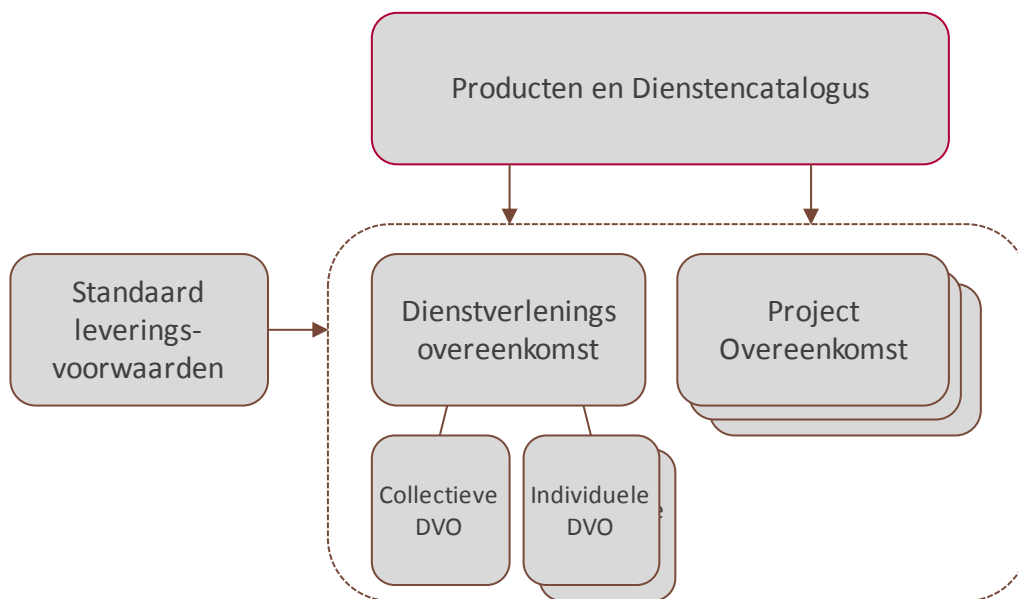 Producten en Dienstencatalogus
Standaard
leverings-
voorwaarden
Dienstverlenings
overeenkomst
Project
Overeenkomst
Collectieve
DVO
Individuele
DVO